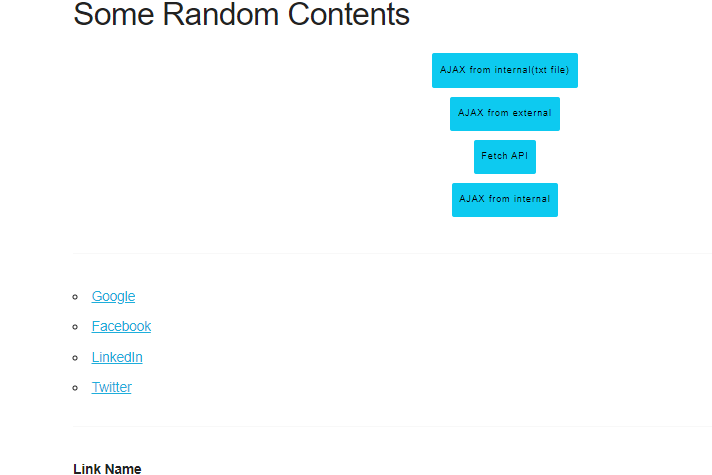 Some Random Contents
AJAX from internal(txt file)
AJAX from external
Fetch API
AJAX from internal
Google
Facebook
LinkedIn
Twitter
Link Name